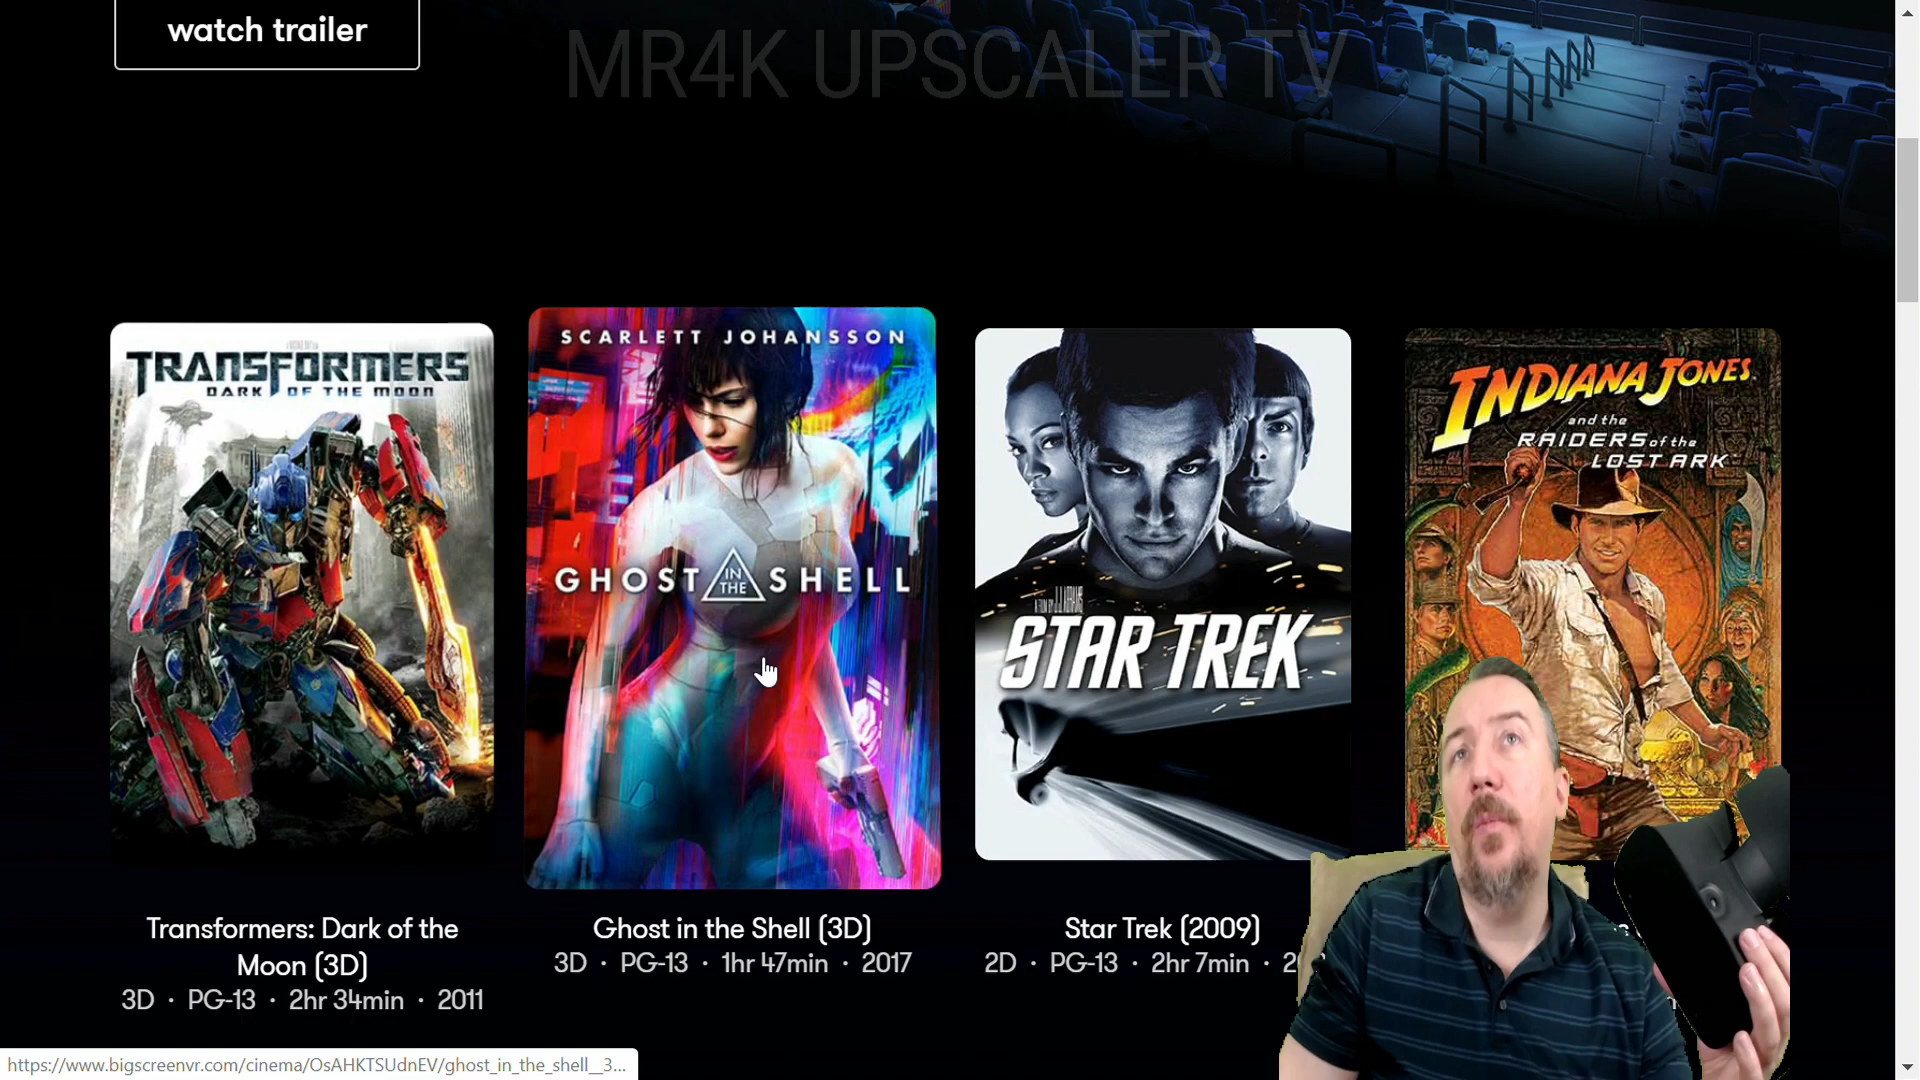 watch trailer
MR4K UPSCALER TV
TRANSFORMERS
DARK OF THE MOON
SCARLETT JOHANSSON
GHOST IN THE SHELL
STAR TREK
INDIANA JONES
and the
RAIDERS of the
LOST ARK
Transformers: Dark of the
Moon (3D)
3D · PG-13 · 2hr 34min · 2011
Ghost in the Shell (3D)
3D · PG-13 · 1hr 47min · 2017
Star Trek (2009)
2D · PG-13 · 2hr 7min ·
https://www.bigscreenvr.com/cinema/OsAHKTSUdnEV/ghost_in_the_shell__3...